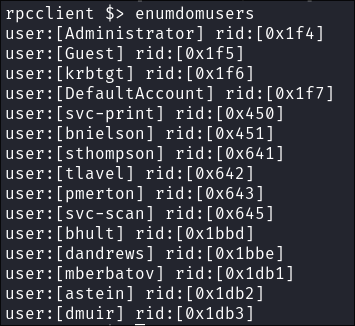 rpcclient $> enumdomusers
user:[Administrator] rid:[0x1f4]
user:[Guest] rid:[0x1f5]
user:[krbtgt] rid:[0x1f6]
user:[DefaultAccount] rid:[0x1f7]
user:[svc-print] rid:[0x450]
user:[bnielson] rid:[0x451]
user:[sthompson] rid:[0x641]
user:[tlavel] rid:[0x642]
user:[pmerton] rid:[0x643]
user:[svc-scan] rid:[0x645]
user:[bhult] rid:[0x1bbd]
user:[dandrews] rid:[0x1bbe]
user:[mberbatov] rid:[0x1db1]
user:[astein] rid:[0x1db2]
user:[dmuir] rid:[0x1db3]